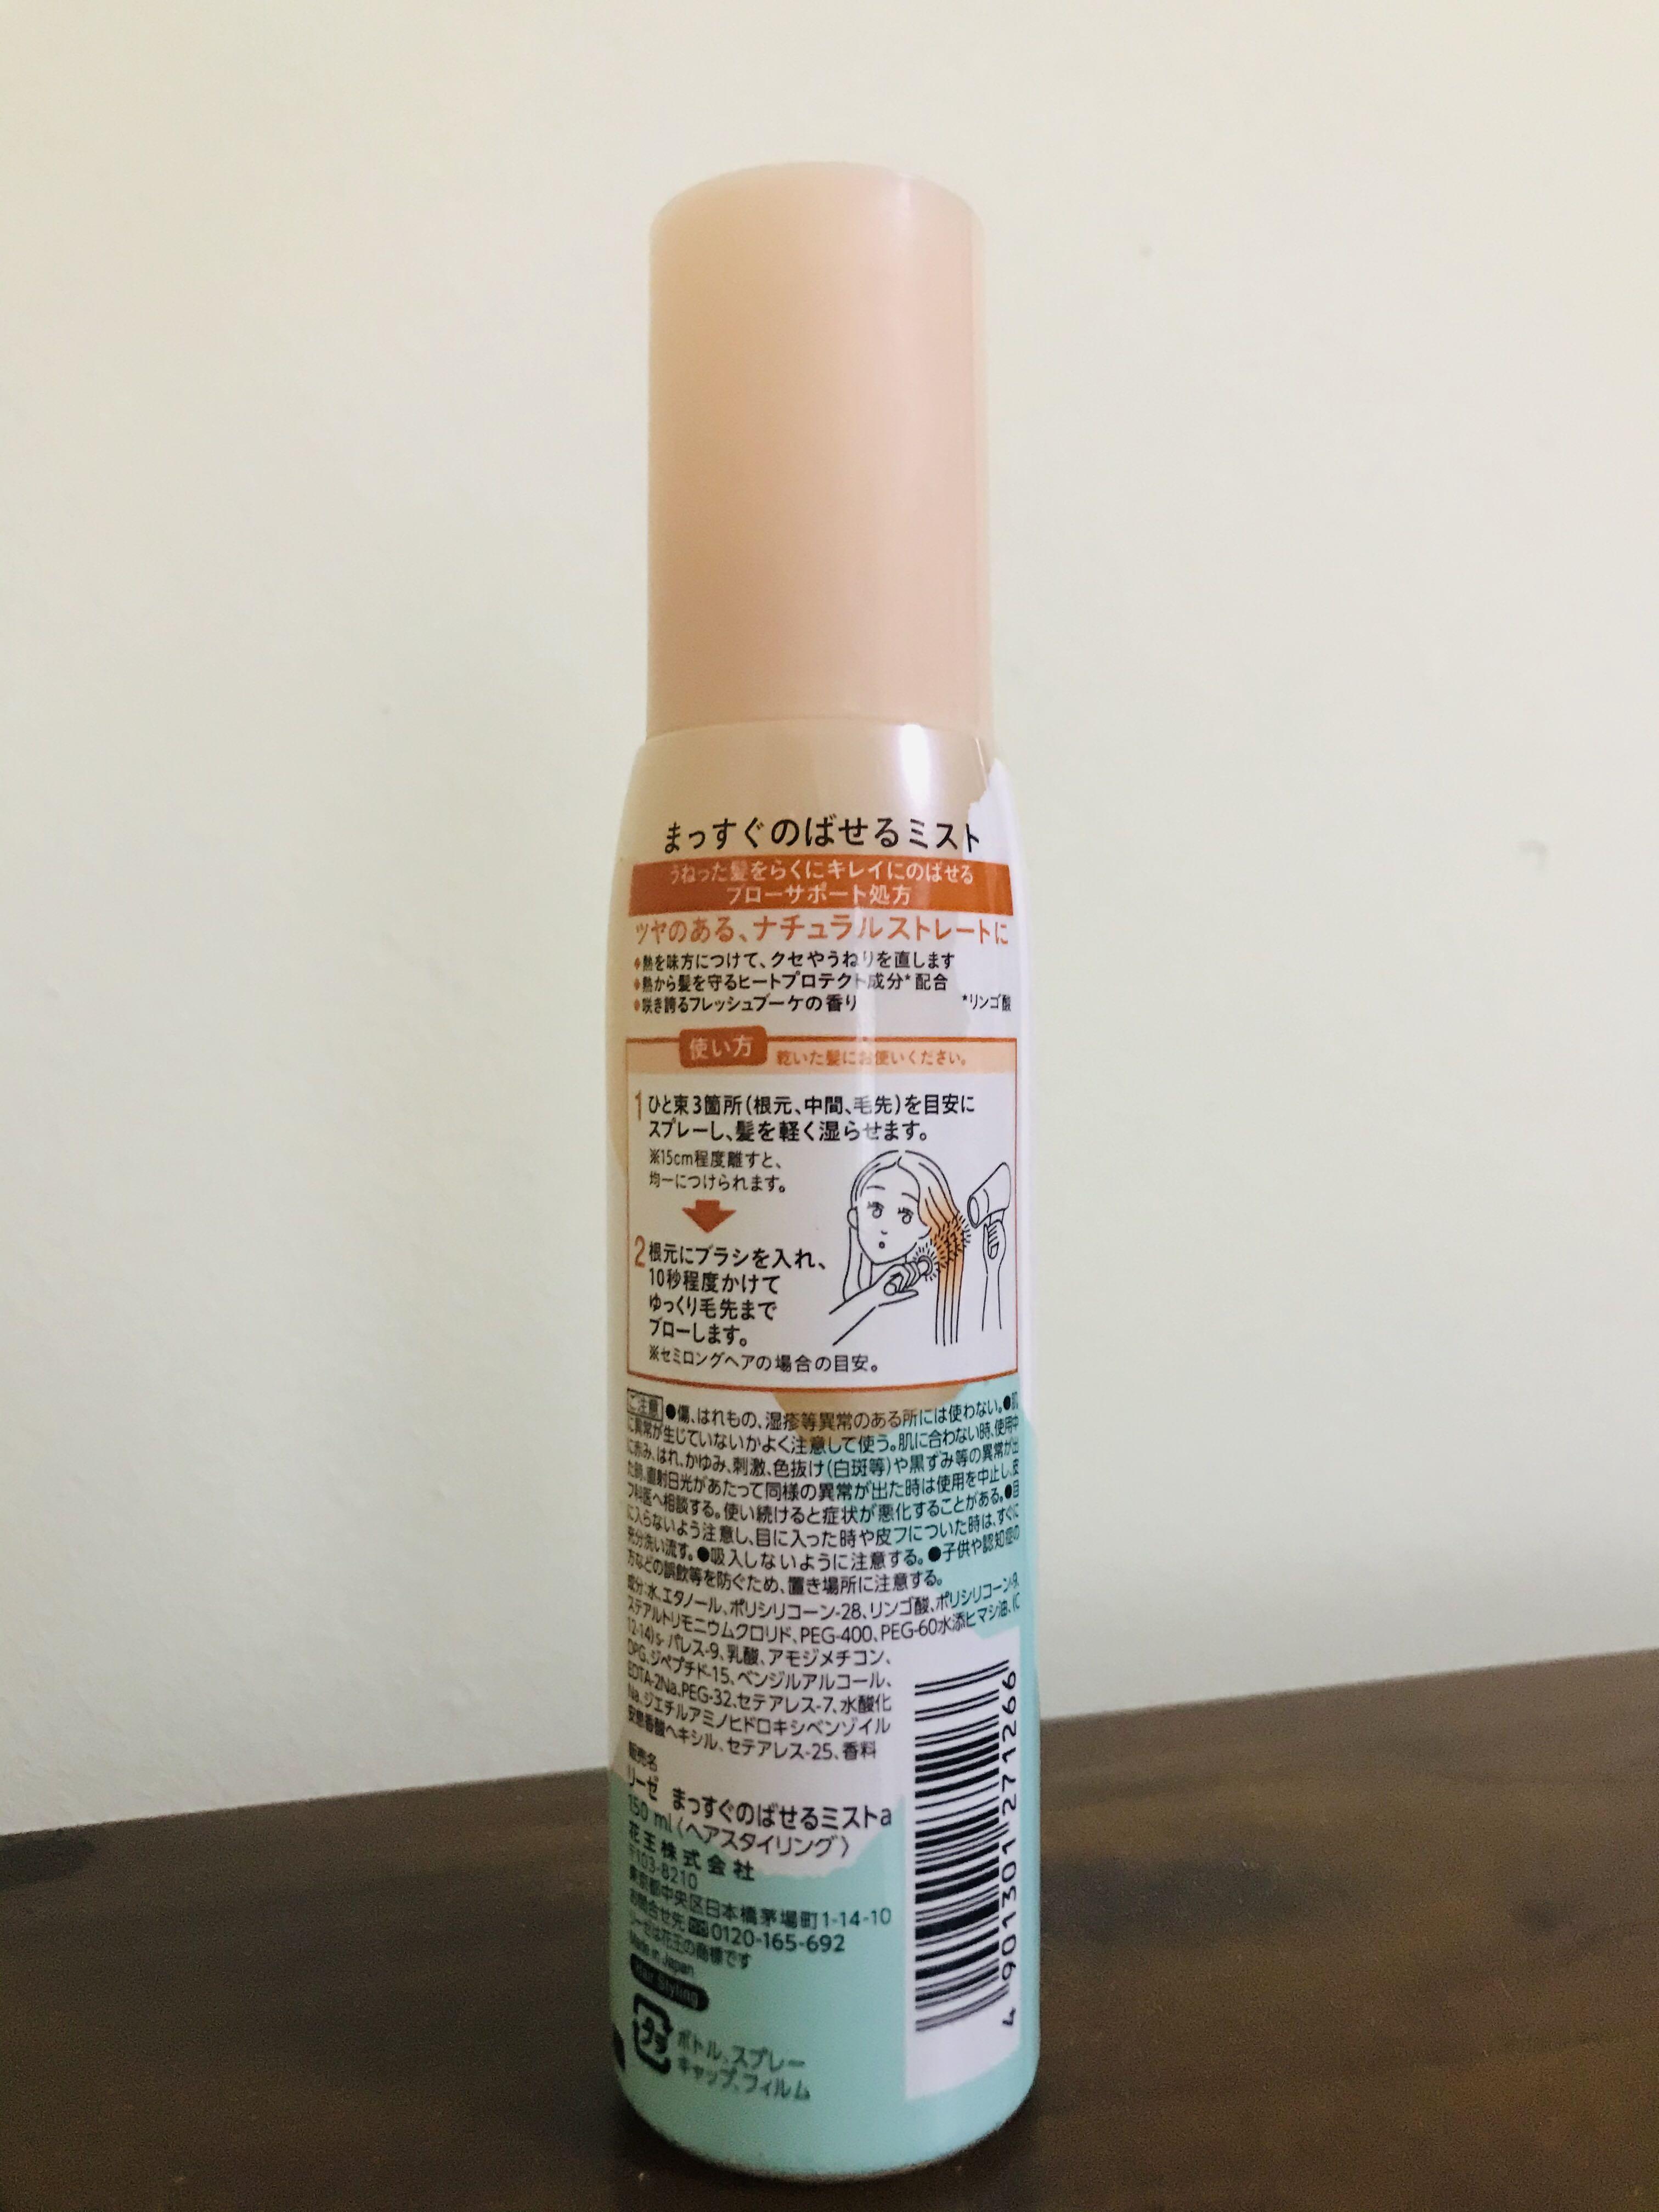 まっすぐのばせるミスト
うねった髪をらくにキレイにのばせる
ブローサポート処方
ツヤのある、ナチュラルストレートに
◆熱を味方につけて、クセやうねりを直します
◆熱から髪を守るヒートプロテクト成分*配合
◆咲き誇るフレッシュブーケの香り *リンゴ酸
使い方 乾いた髪にお使いください。
1 ひと束3箇所(根元、中間、毛先)を目安に
スプレーし、髪を軽く湿らせます。
※15cm程度離すと、
均一につけられます。
2 根元にブラシを入れ、
10秒程度かけて
ゆっくり毛先まで
ブローします。
※セミロングヘアの場合の目安。
ご注意 ●傷、はれもの、湿疹等異常のある所には使わない。●肌
に異常が生じていないかよく注意して使う。肌に合わない時、使用中
に赤み、はれ、かゆみ、刺激、色抜け(白斑等)や黒ずみ等の異常が出
た時、直射日光があたって同様の異常が出た時は使用を中止し、皮
フ科医へ相談する。使い続けると症状が悪化することがある。●目
に入らないよう注意し、目に入った時や皮フについた時は、すぐに
充分洗い流す。●吸入しないように注意する。●子供や認知症の
方などの誤飲等を防ぐため、置き場所に注意する。
成分:水、エタノール、ポリシリコーン-28、リンゴ酸、ポリシリコーン-9、
ステアルトリモニウムクロリド、PEG-400、PEG-60水添ヒマシ油、(C
12-14)s-パレス-9、乳酸、アモジメチコン、
DPG、ジペプチド-15、ベンジルアルコール、
EDTA-2Na、PEG-32、セテアレス-7、水酸化
Na、ジエチルアミノヒドロキシベンゾイル
安息香酸ヘキシル、セテアレス-25、香料
販売名
リーゼ まっすぐのばせるミストa
150 ml〈ヘアスタイリング〉
花王株式会社
〒103-8210
東京都中央区日本橋茅場町1-14-10
お問合せ先 0120-165-692
リーゼは花王の商標です
Made in Japan
Hair Styling
プラ ボトル、スプレー
キャップ、フィルム
4901301271266